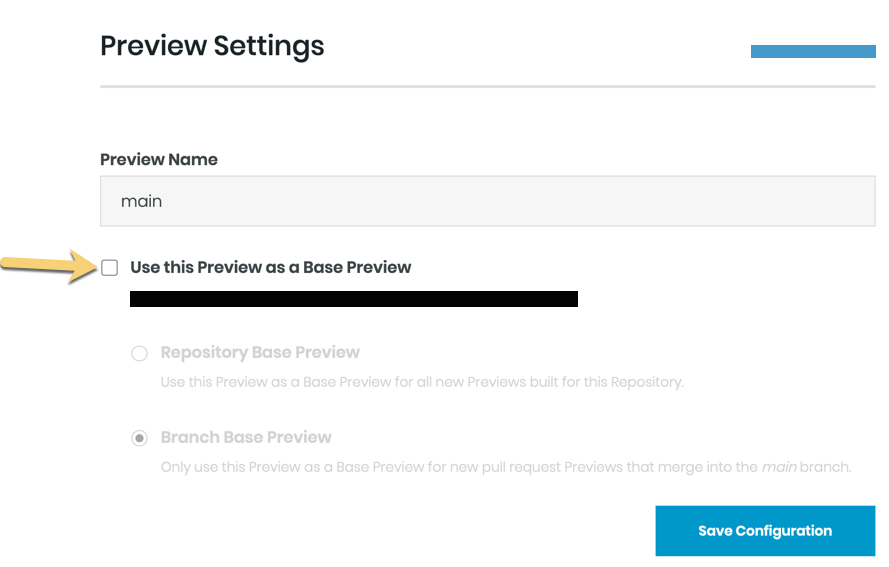 Preview Settings
Preview Name
main
Use this Preview as a Base Preview
Repository Base Preview
Use this Preview as a Base Preview for all new Previews built for this Repository.
Branch Base Preview
Only use this Preview as a Base Preview for new pull request Previews that merge into the main branch.
Save Configuration